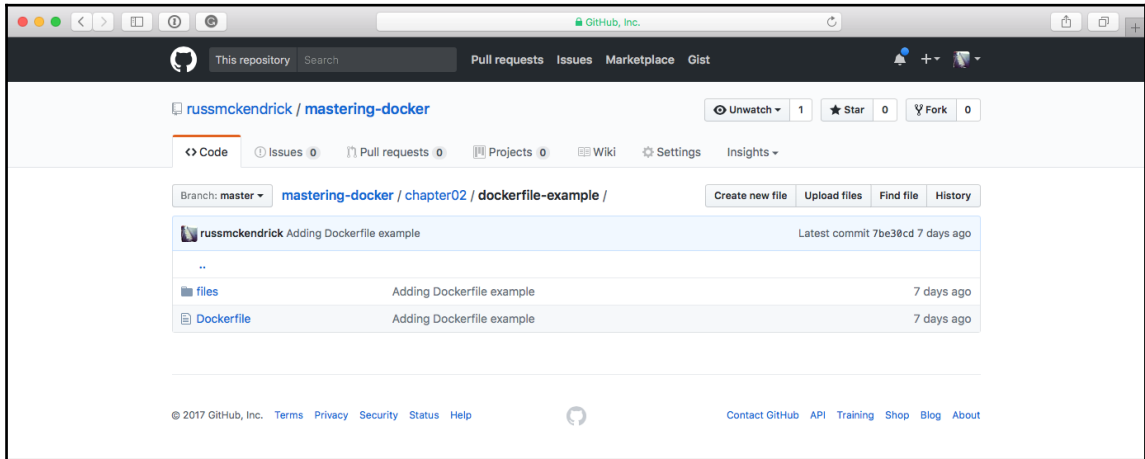 GitHub, Inc.
This repository Search Pull requests Issues Marketplace Gist
russmckendrick / mastering-docker Unwatch 1 Star 0 Fork 0
Code Issues 0 Pull requests 0 Projects 0 Wiki Settings Insights
Branch: master mastering-docker / chapter02 / dockerfile-example / Create new file Upload files Find file History
russmckendrick Adding Dockerfile example Latest commit 7be30cd 7 days ago
..
files Adding Dockerfile example 7 days ago
Dockerfile Adding Dockerfile example 7 days ago
© 2017 GitHub, Inc. Terms Privacy Security Status Help Contact GitHub API Training Shop Blog About